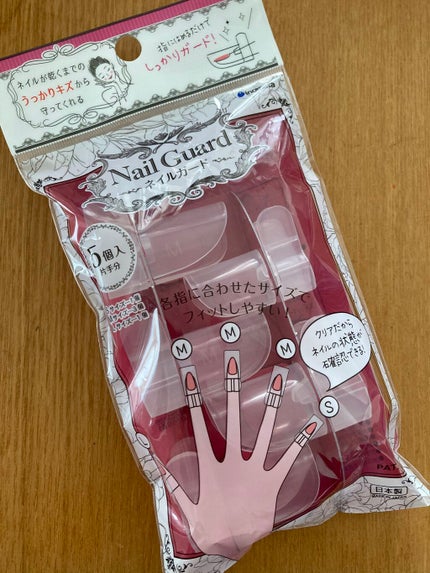 ネイルが乾くまでの
うっかりキズから
守ってくれる
指にはめるだけで
しっかりガード!
Nail Guard
ネイルガード
5個入
片手分
各指に合わせたサイズで
フィットしやすい!
M
M
M
S
クリアだから
ネイルの状態が
確認できる!
PAT
日本製